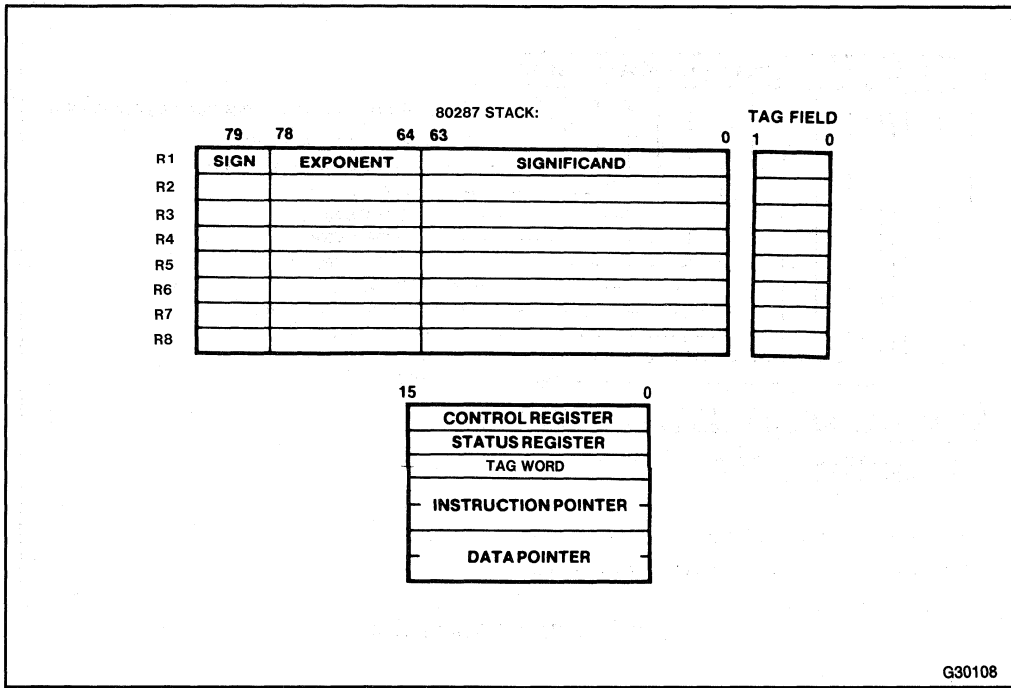 80287 STACK:
TAG FIELD
79 78 64 63 0 1 0
R1 SIGN EXPONENT SIGNIFICAND
R2
R3
R4
R5
R6
R7
R8
15 0
CONTROL REGISTER
STATUS REGISTER
TAG WORD
INSTRUCTION POINTER
DATA POINTER
G30108